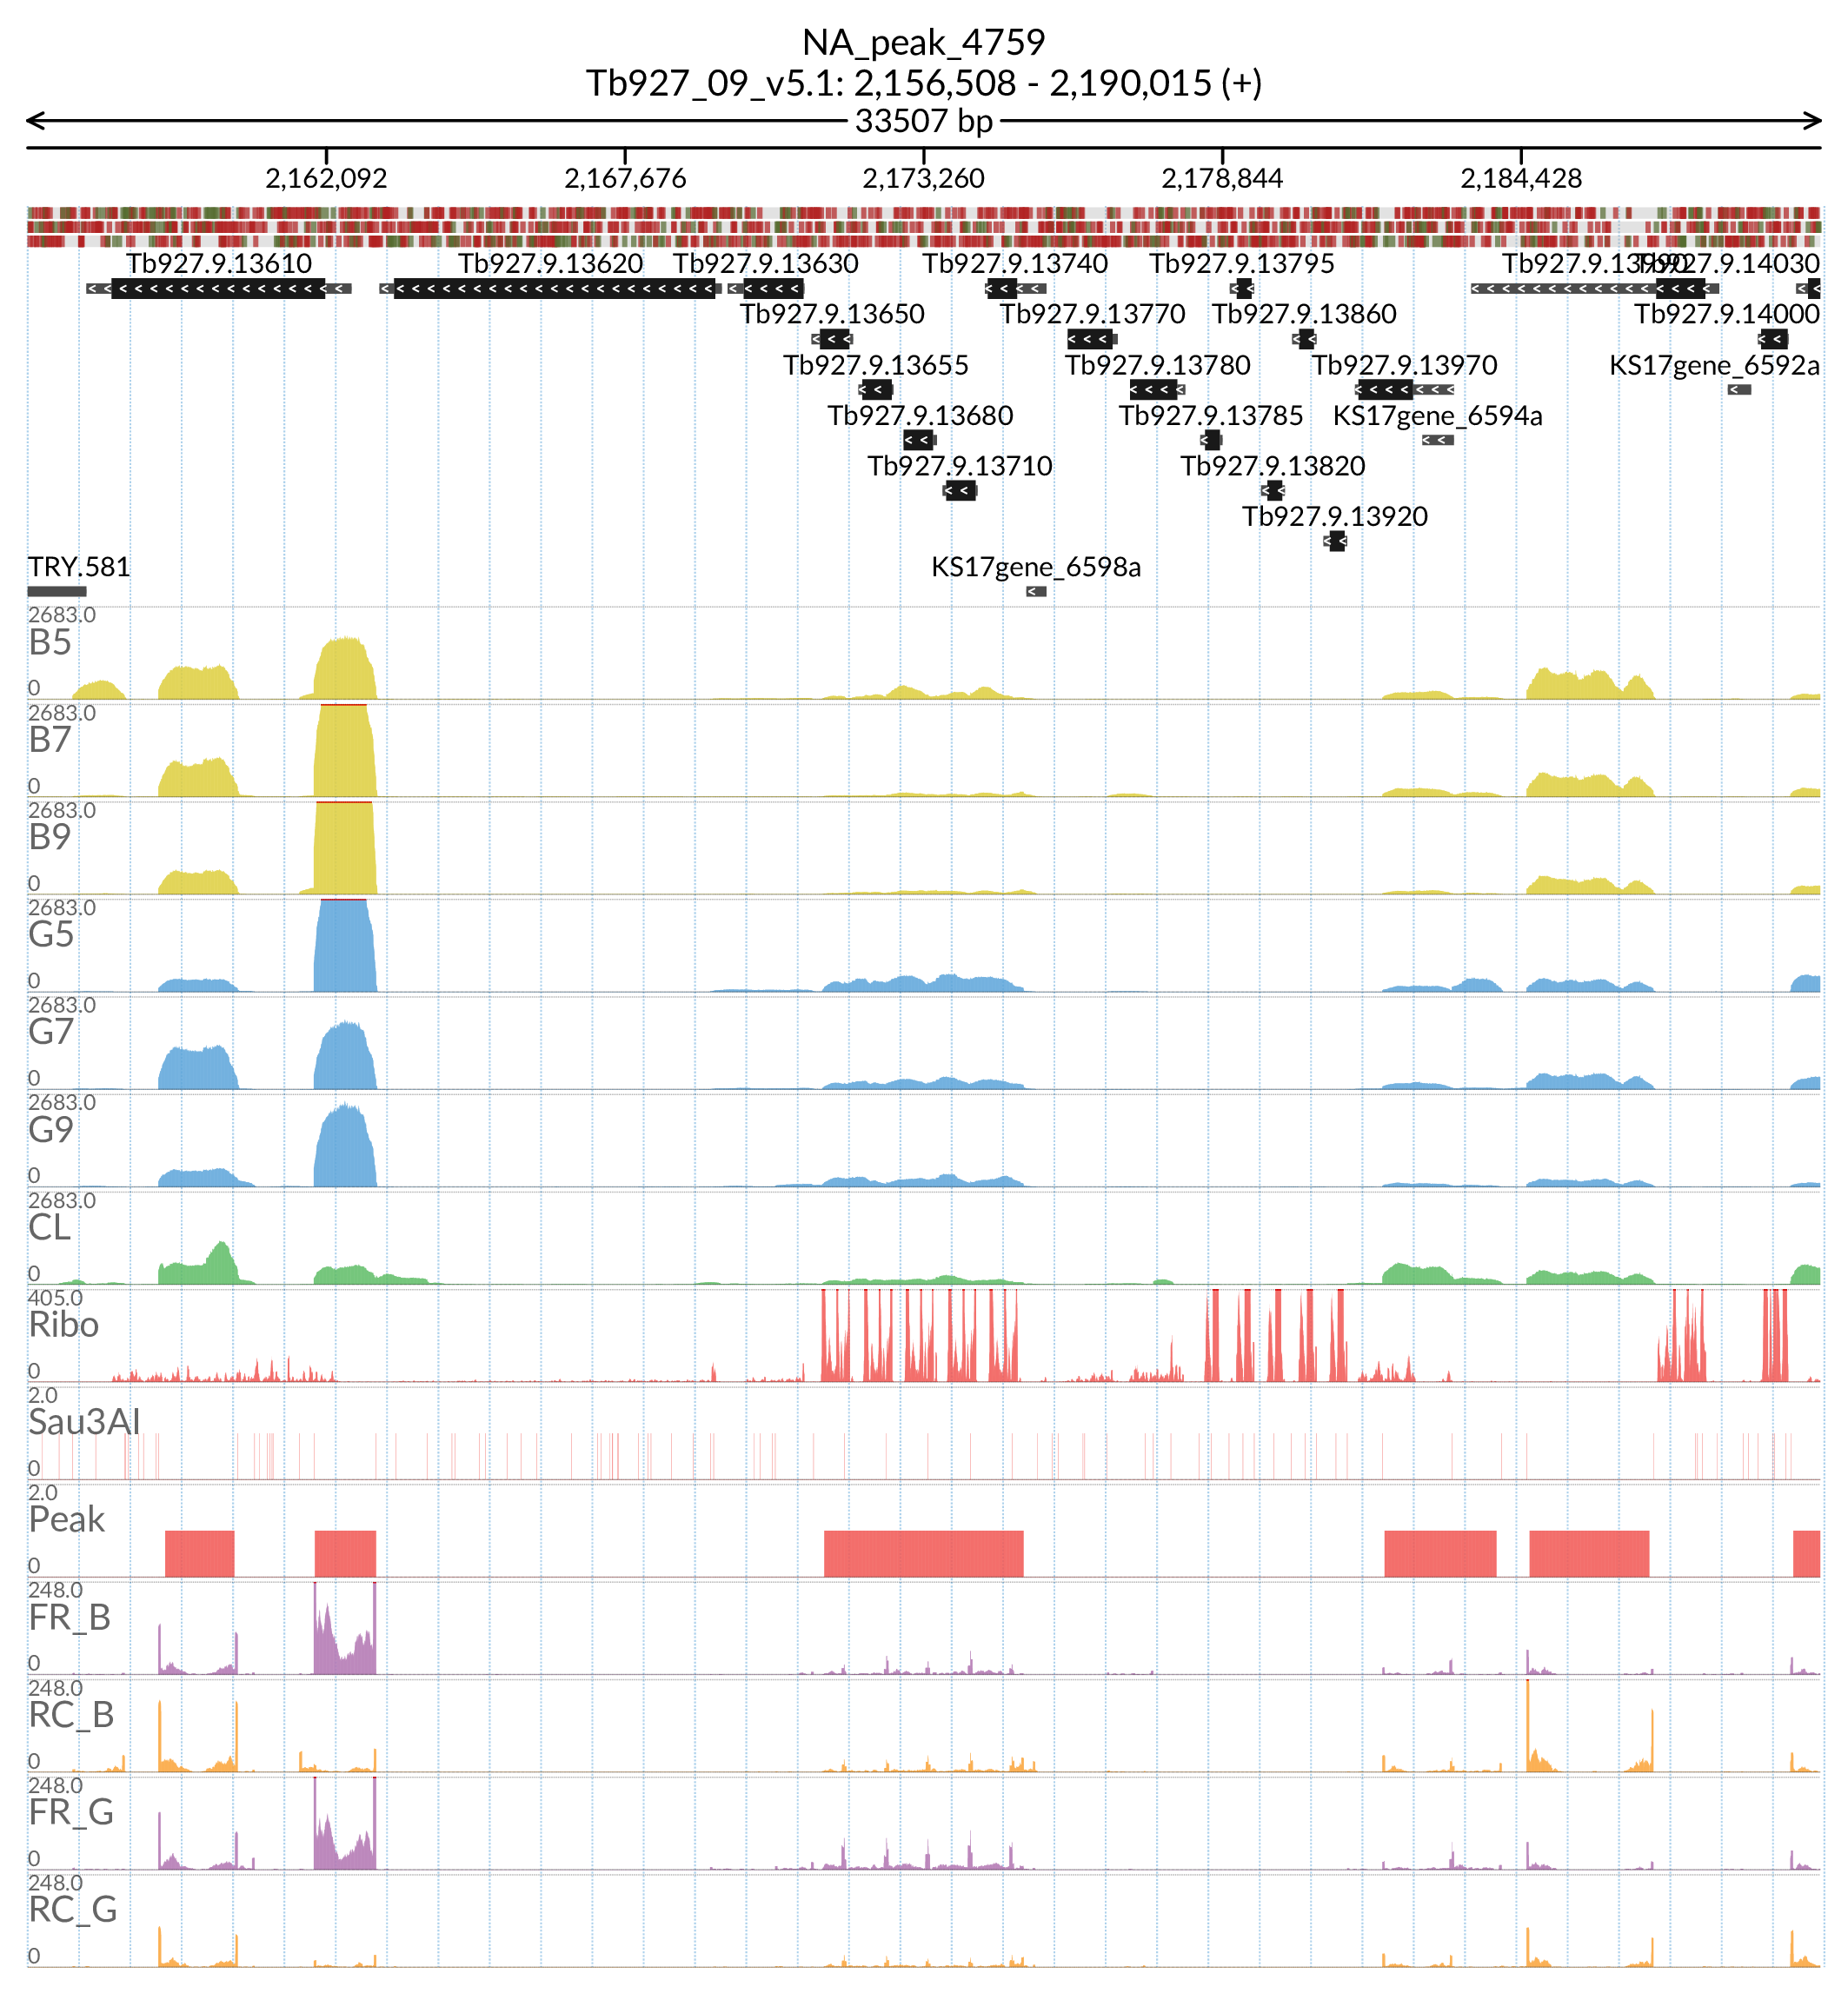 NA_peak_4759
Tb927_09_v5.1: 2,156,508 - 2,190,015 (+)
33507 bp
2,162,092 2,167,676 2,173,260 2,178,844 2,184,428
Tb927.9.13610 Tb927.9.13620 Tb927.9.13630 Tb927.9.13740 Tb927.9.13795 Tb927.9.13990 Tb927.9.14030
Tb927.9.13650 Tb927.9.13770 Tb927.9.13860 Tb927.9.14000
Tb927.9.13655 Tb927.9.13780 Tb927.9.13970 KS17gene_6592a
Tb927.9.13680 Tb927.9.13785 KS17gene_6594a
Tb927.9.13710 Tb927.9.13820
Tb927.9.13920
TRY.581 KS17gene_6598a
2683.0
B5
0
2683.0
B7
0
2683.0
B9
0
2683.0
G5
0
2683.0
G7
0
2683.0
G9
0
2683.0
CL
0
405.0
Ribo
0
2.0
Sau3AI
0
2.0
Peak
0
248.0
FR_B
0
248.0
RC_B
0
248.0
FR_G
0
248.0
RC_G
0